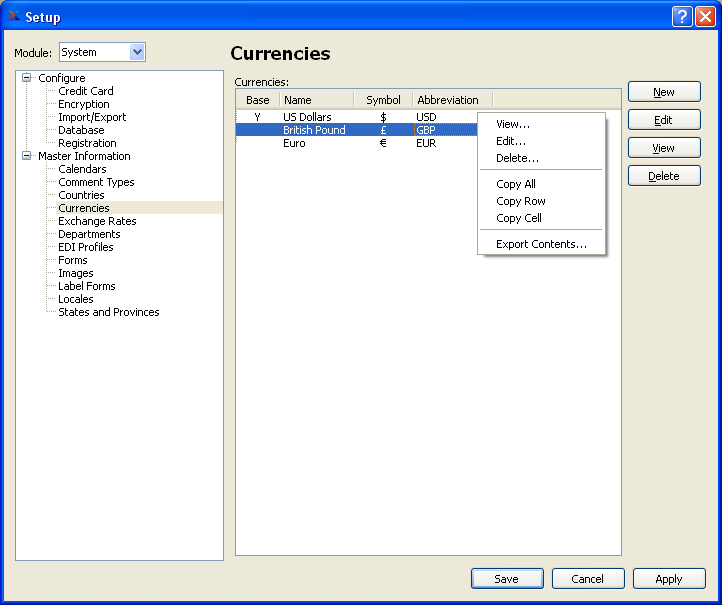 Setup
Module: System
Currencies
Configure
Credit Card
Encryption
Import/Export
Database
Registration
Master Information
Calendars
Comment Types
Countries
Currencies
Exchange Rates
Departments
EDI Profiles
Forms
Images
Label Forms
Locales
States and Provinces
Currencies:
Base Name Symbol Abbreviation
Y US Dollars $ USD
British Pound £ GBP
Euro € EUR
View...
Edit...
Delete...
Copy All
Copy Row
Copy Cell
Export Contents...
New
Edit
View
Delete
Save Cancel Apply